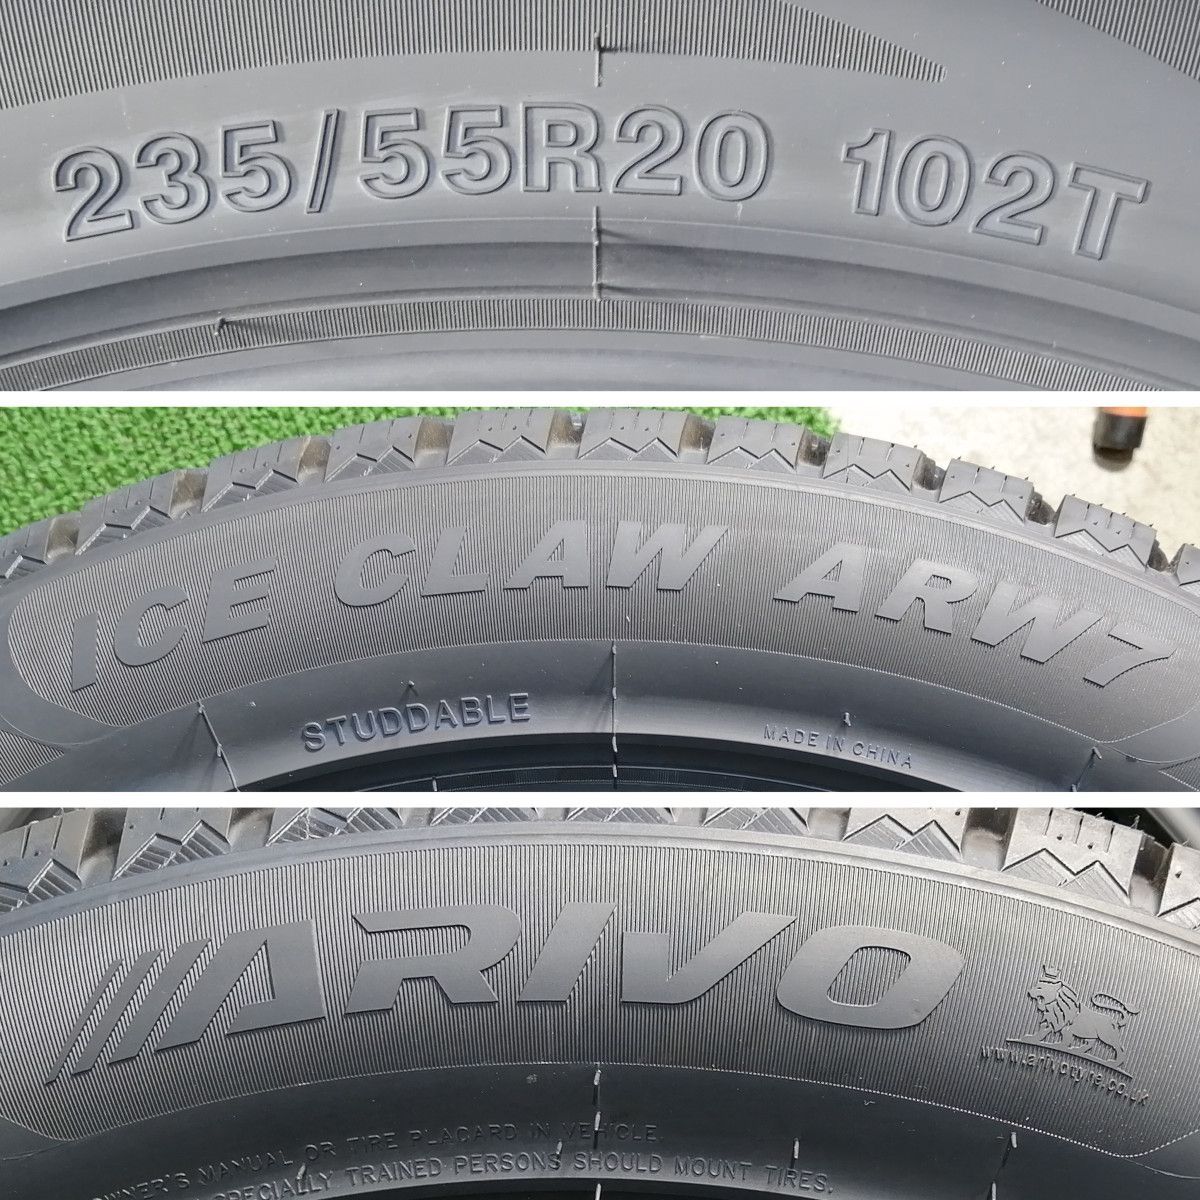 235/55R20 102T
ICE CLAW ARW7
STUDDABLE
MADE IN CHINA
ARIVO
www.arivotyre.co.uk
OWNER'S MANUAL OR TIRE PLACARD IN VEHICLE.
SPECIALLY TRAINED PERSONS SHOULD MOUNT TIRES.